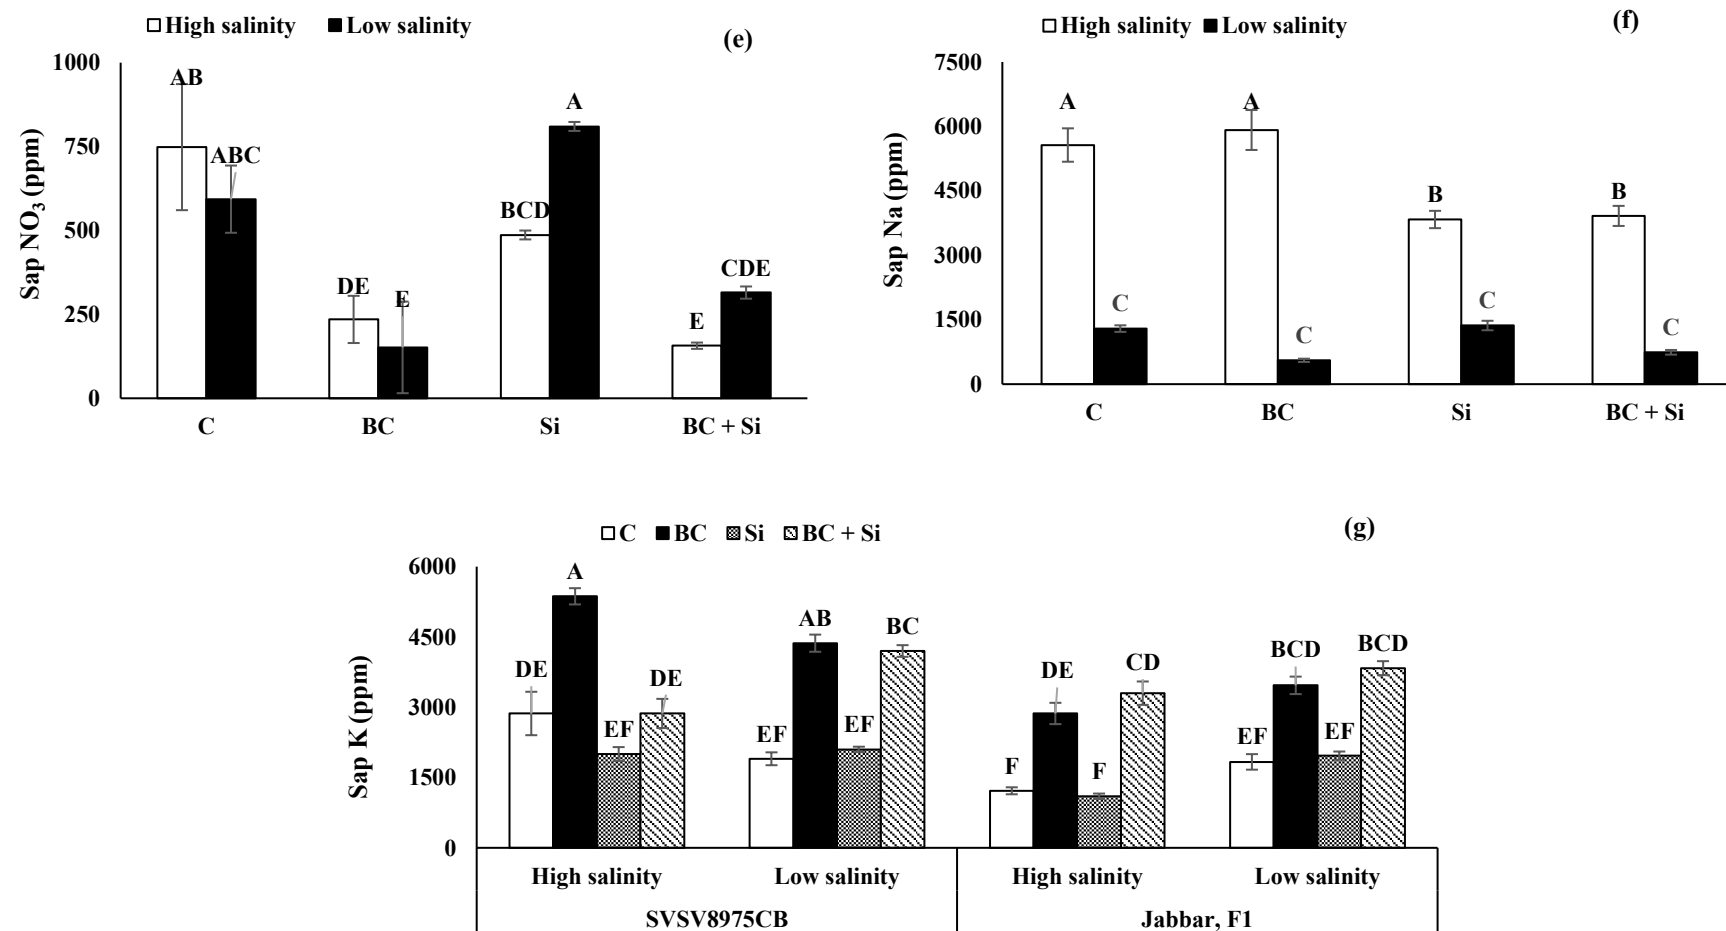 High salinity Low salinity
(e)
Sap NO3 (ppm)
1000
750
500
250
0
AB
ABC
DE
E
BCD
A
E
CDE
C BC Si BC + Si
High salinity Low salinity
(f)
Sap Na (ppm)
7500
6000
4500
3000
1500
0
A
C
A
C
B
C
B
C
C BC Si BC + Si
C BC Si BC + Si
(g)
Sap K (ppm)
6000
4500
3000
1500
0
DE
A
EF
DE
EF
AB
EF
BC
F
DE
F
CD
EF
BCD
EF
BCD
High salinity Low salinity High salinity Low salinity
SVSV8975CB Jabbar, F1